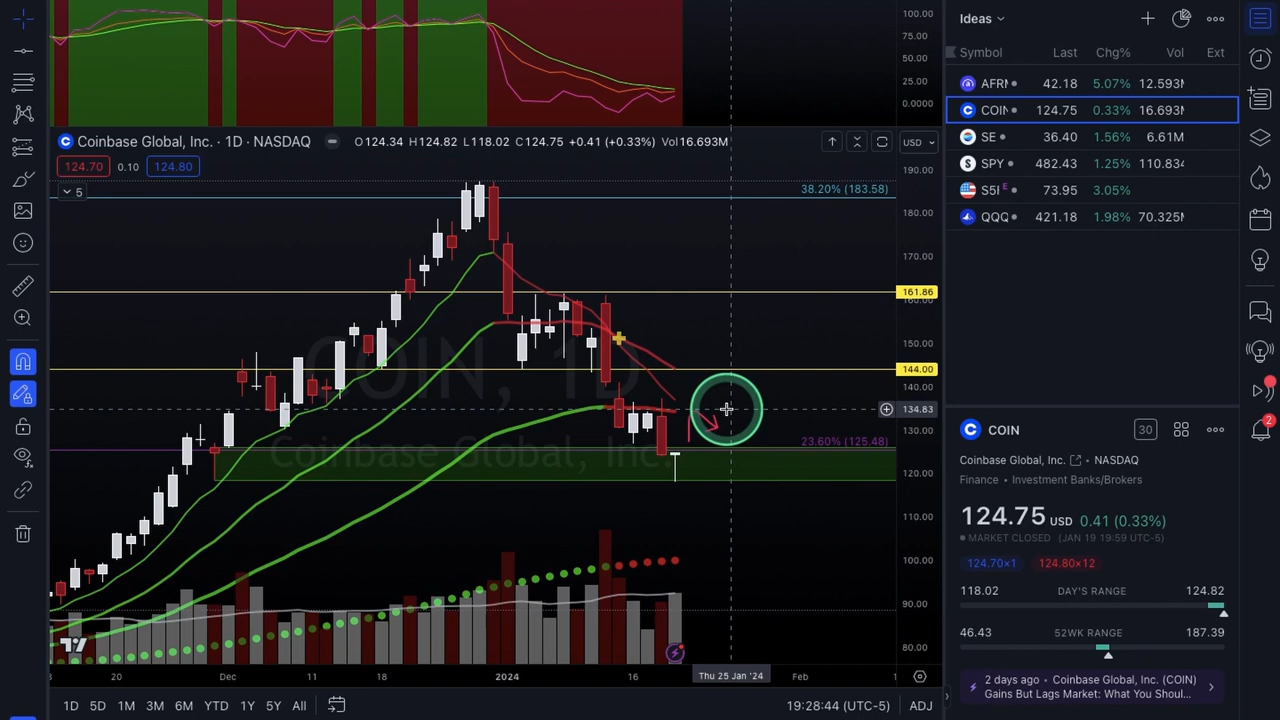 100.00
75.00
50.00
25.00
0.0000
Coinbase Global, Inc. · 1D · NASDAQ
O124.34 H124.82 L118.02 C124.75 +0.41 (+0.33%) Vol16.693M
USD
124.70 0.10 124.80
5
190.00
38.20% (183.58)
180.00
170.00
161.86
150.00
144.00
140.00
134.83
130.00
23.60% (125.48)
120.00
110.00
100.00
90.00
80.00
COIN, 1D
Coinbase Global, Inc.
20 Dec 11 18 2024 16 Thu 25 Jan '24 Feb
1D 5D 1M 3M 6M YTD 1Y 5Y All
19:28:44 (UTC-5) ADJ
Ideas
Symbol Last Chg% Vol Ext
AFRM 42.18 5.07% 12.593M
COIN 124.75 0.33% 16.693M
SE 36.40 1.56% 6.61M
SPY 482.43 1.25% 110.834
S5I E 73.95 3.05%
QQQ 421.18 1.98% 70.325M
COIN
30
Coinbase Global, Inc. • NASDAQ
Finance • Investment Banks/Brokers
124.75 USD 0.41 (0.33%)
MARKET CLOSED (JAN 19 19:59 UTC-5)
124.70×1 124.80×12
118.02 DAY'S RANGE 124.82
46.43 52WK RANGE 187.39
2 days ago • Coinbase Global, Inc. (COIN)
Gains But Lags Market: What You Shoul...
2